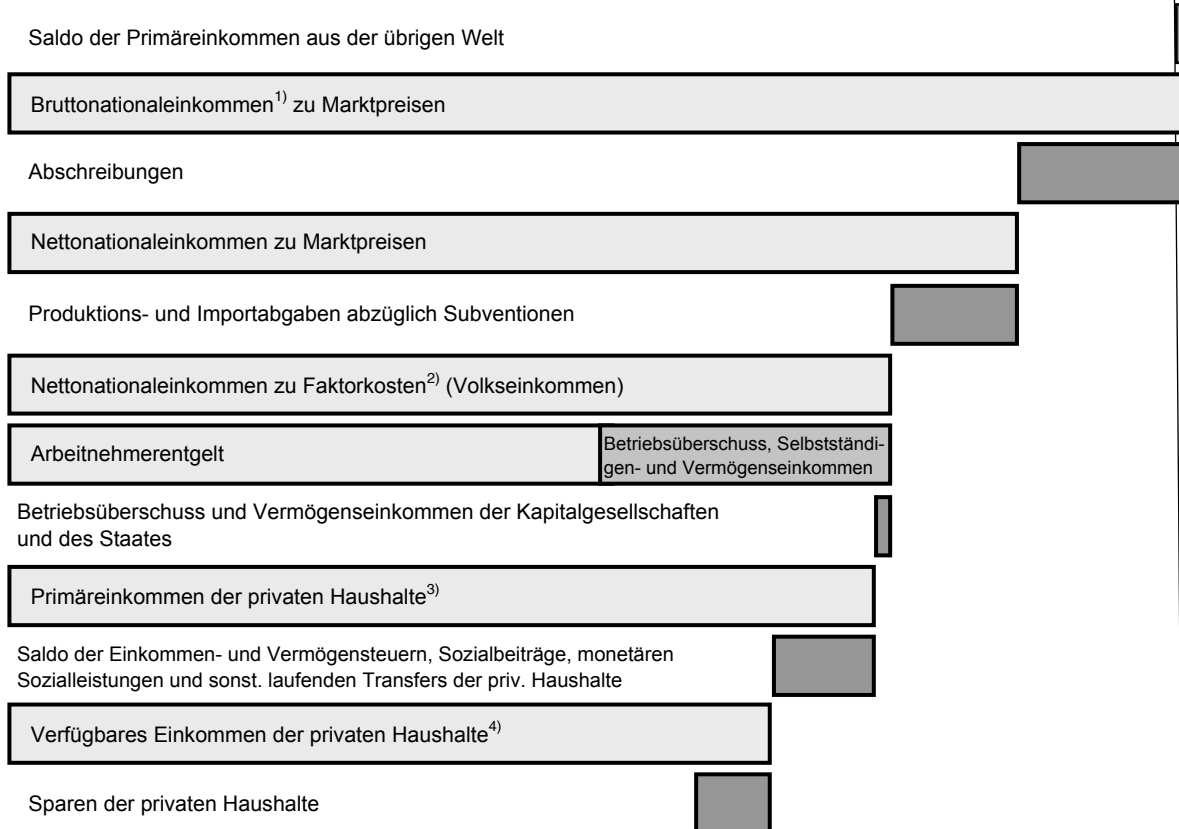 Saldo der Primäreinkommen aus der übrigen Welt
Bruttonationaleinkommen1) zu Marktpreisen
Abschreibungen
Nettonationaleinkommen zu Marktpreisen
Produktions- und Importabgaben abzüglich Subventionen
Nettonationaleinkommen zu Faktorkosten2) (Volkseinkommen)
Arbeitnehmerentgelt
Betriebsüberschuss, Selbstständi-
gen- und Vermögenseinkommen
Betriebsüberschuss und Vermögenseinkommen der Kapitalgesellschaften
und des Staates
Primäreinkommen der privaten Haushalte3)
Saldo der Einkommen- und Vermögensteuern, Sozialbeiträge, monetären
Sozialleistungen und sonst. laufenden Transfers der priv. Haushalte
Verfügbares Einkommen der privaten Haushalte4)
Sparen der privaten Haushalte